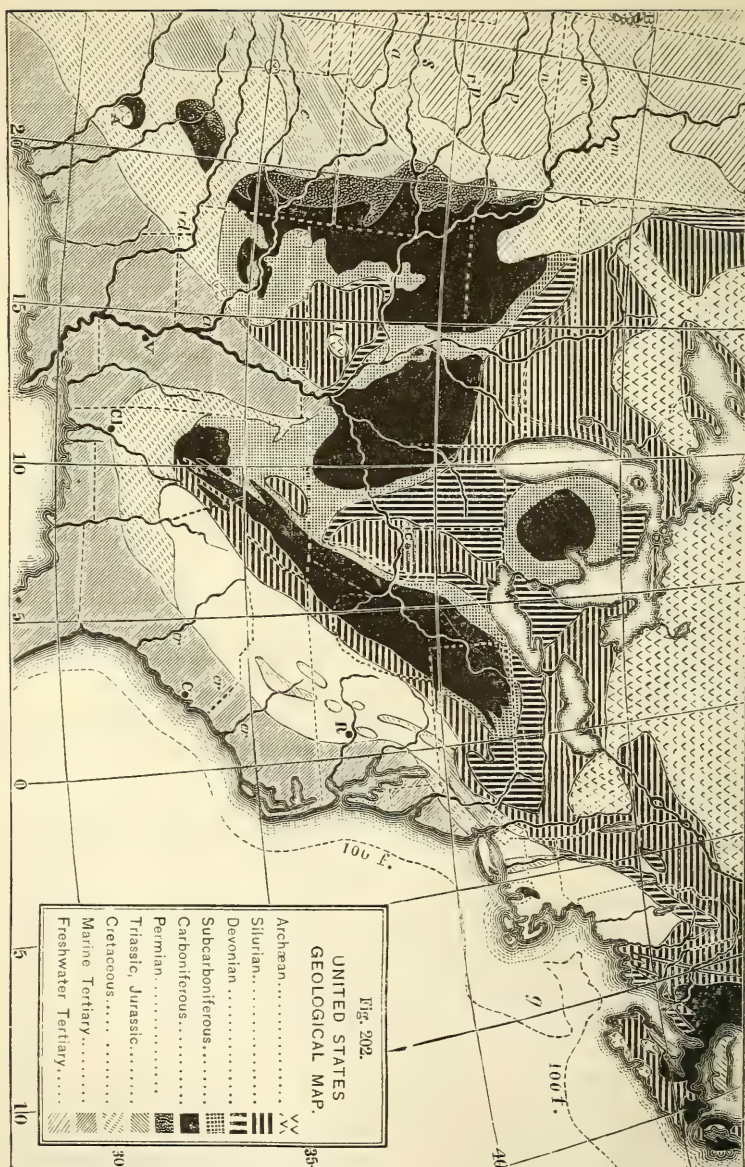 Fig. 202.
UNITED STATES
GEOLOGICAL MAP.
Archæan.........
Silurian...........
Devonian.........
Subcarboniferous.....
Carboniferous.......
Permian...........
Triassic, Jurassic......
Cretaceous.........
Marine Tertiary......
Freshwater Tertiary.....
100 f.
100 f.
g
R
C
Cl
V
Ci
a
p
m
w
20
15
10
5
0
5
10
30
35
40